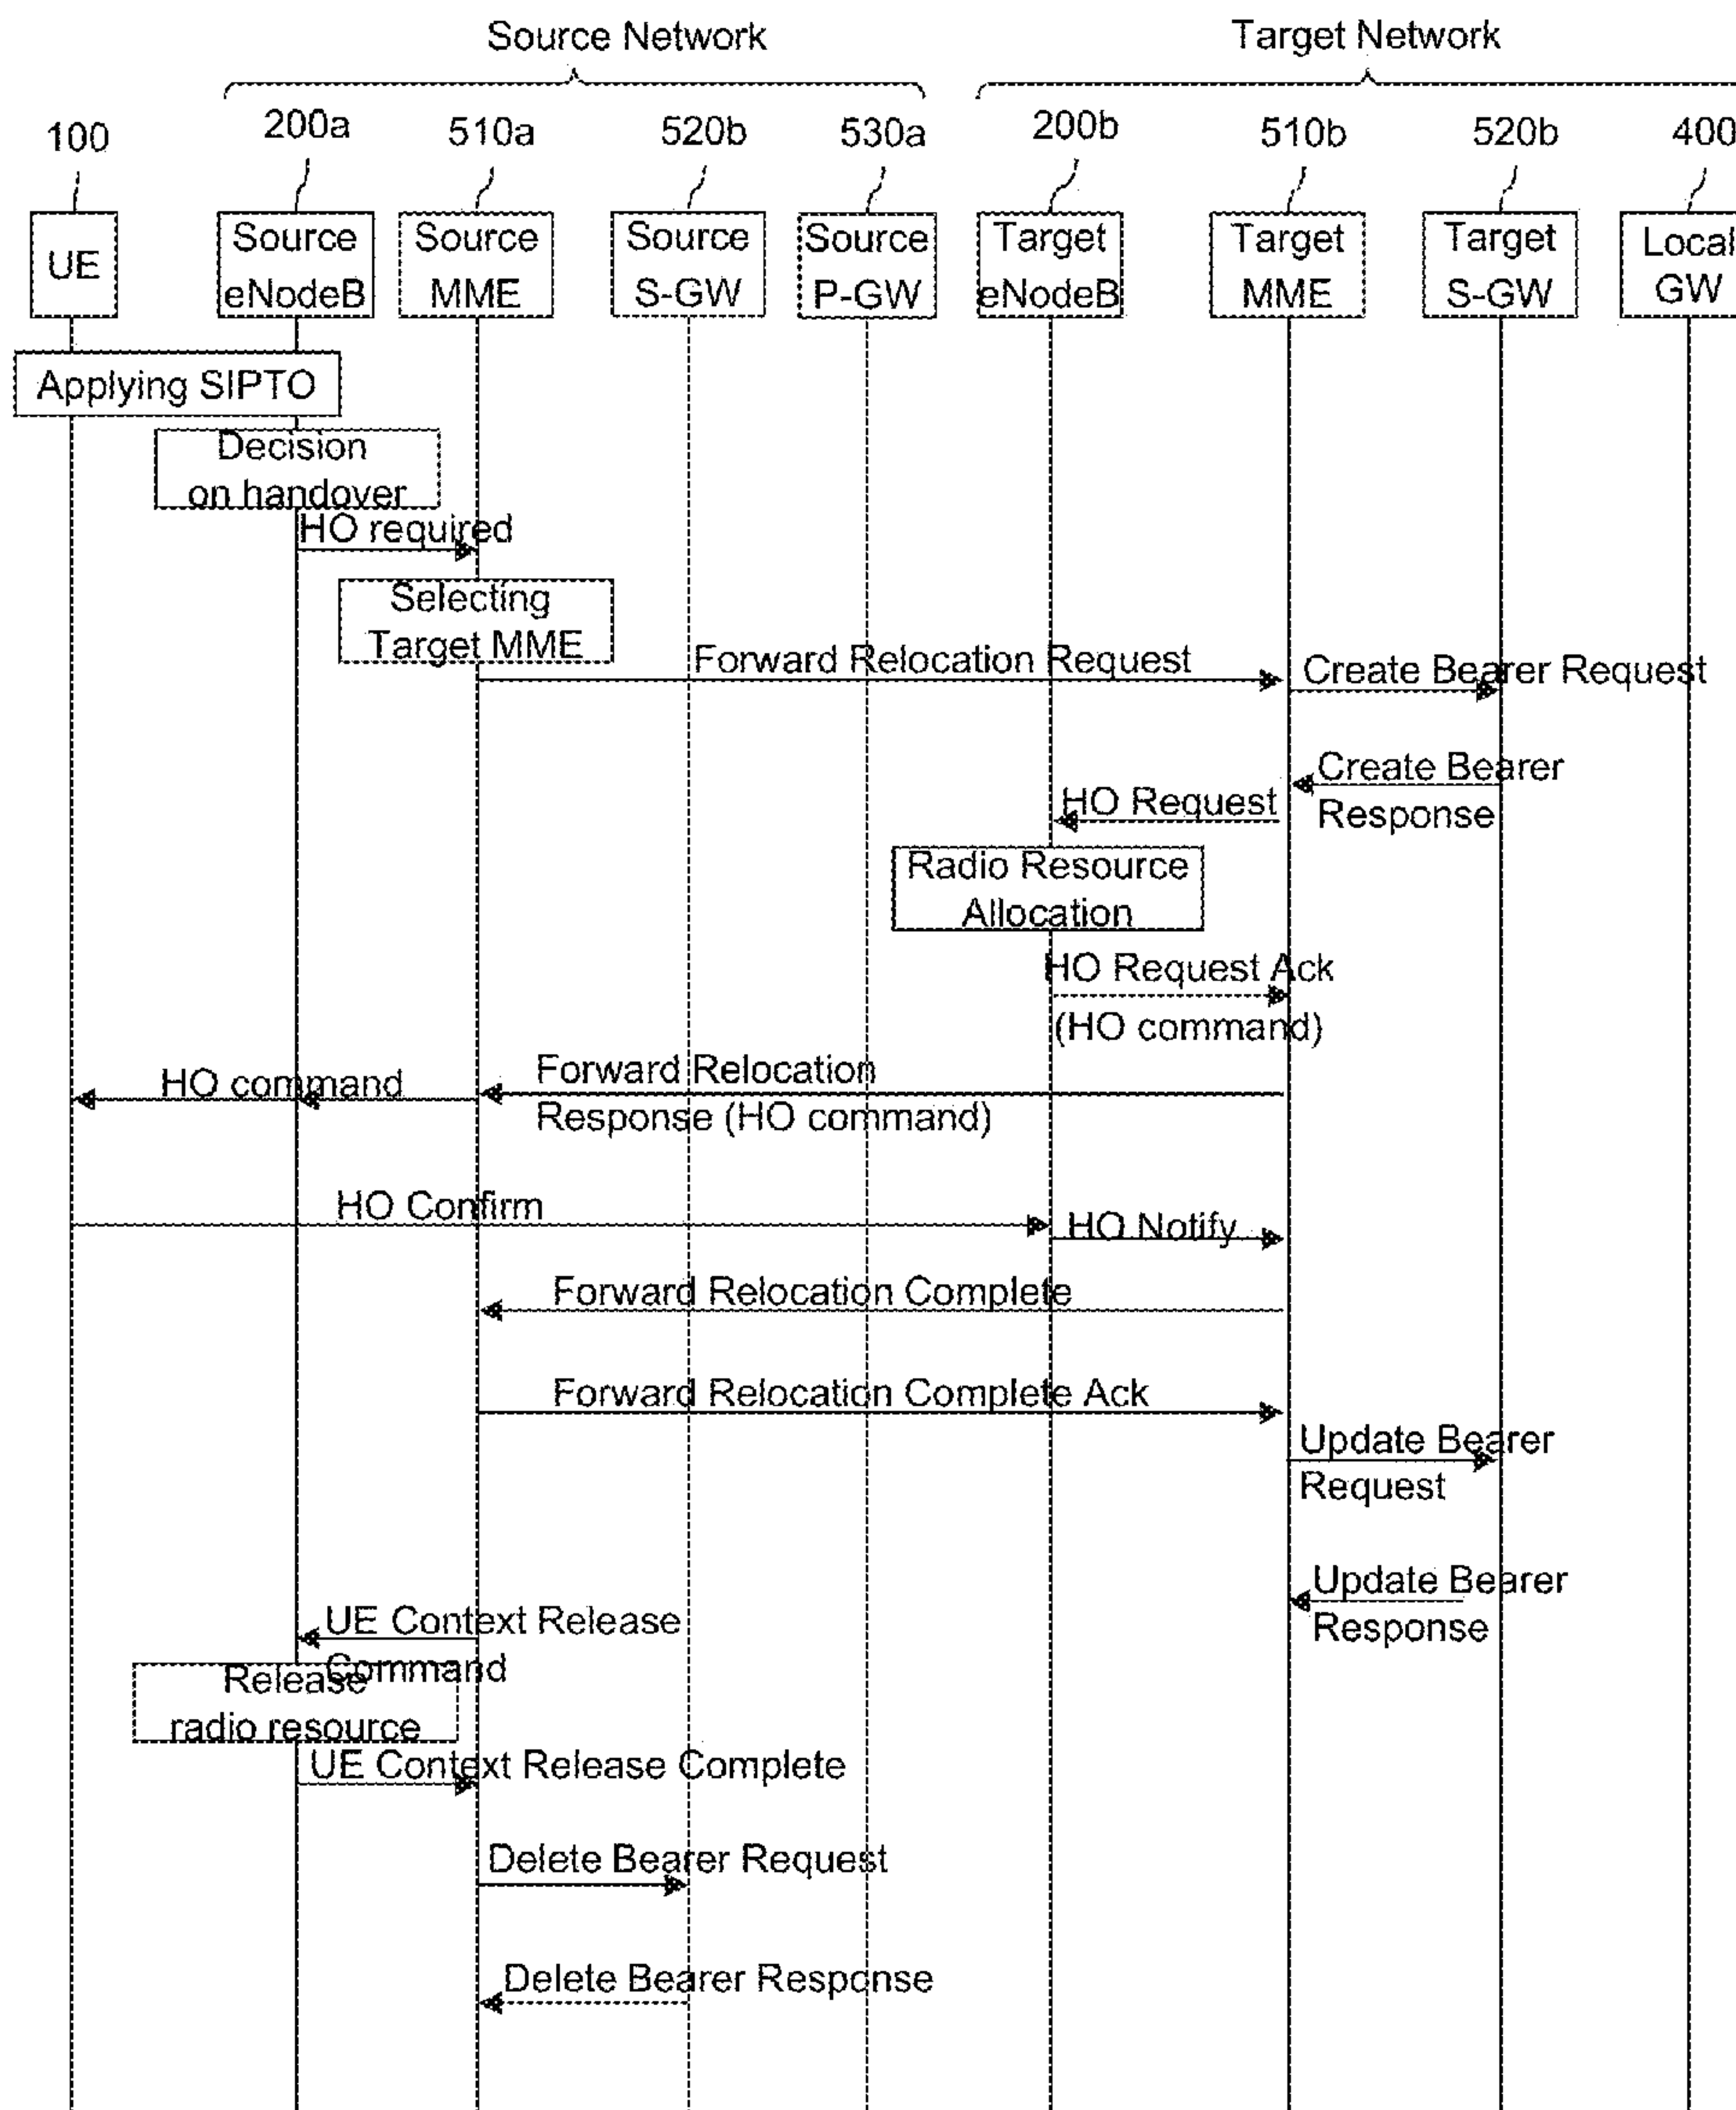 Source Network
Target Network
100
200a
510a
520b
530a
200b
510b
520b
400
UE
Source
eNodeB
Source
MME
Source
S-GW
Source
P-GW
Target
eNodeB
Target
MME
Target
S-GW
Local
GW
Applying SIPTO
Decision
on handover
HO required
Selecting
Target MME
Forward Relocation Request
Create Bearer Request
Create Bearer
Response
HO Request
Radio Resource
Allocation
HO Request Ack
(HO command)
HO command
Forward Relocation
Response (HO command)
HO Confirm
HO Notify
Forward Relocation Complete
Forward Relocation Complete Ack
Update Bearer
Request
Update Bearer
Response
UE Context Release
Command
Release
radio resource
UE Context Release Complete
Delete Bearer Request
Delete Bearer Response